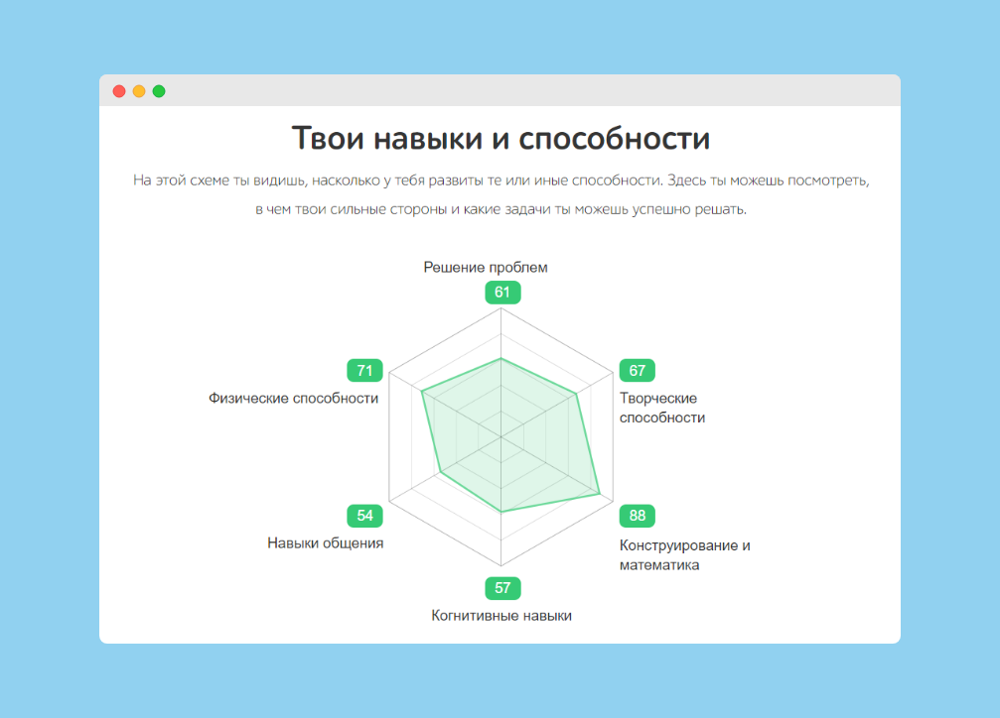 Твои навыки и способности
На этой схеме ты видишь, насколько у тебя развиты те или иные способности. Здесь ты можешь посмотреть,
в чем твои сильные стороны и какие задачи ты можешь успешно решать.
Решение проблем
61
71
67
Физические способности
Творческие
способности
54
88
Навыки общения
Конструирование и
математика
57
Когнитивные навыки